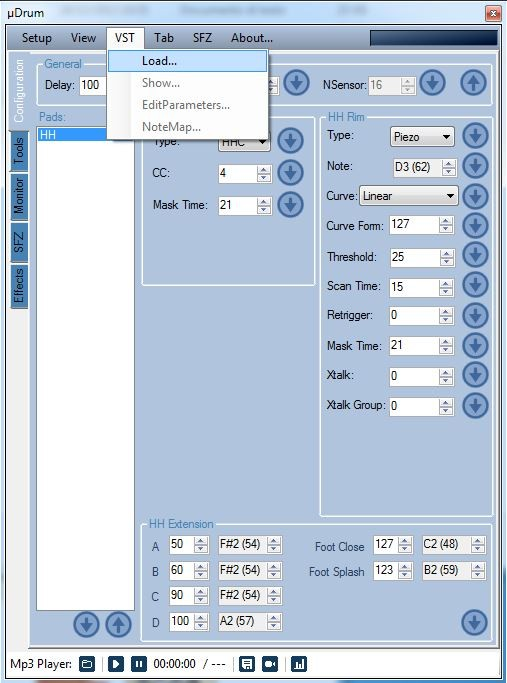 µDrum
Setup View VST Tab SFZ About...
Load...
Show...
EditParameters...
NoteMap...
General
Delay: 100
NSensor: 16
Configuration
Tools
Monitor
SFZ
Effects
Pads:
HH
Type: HHC
CC: 4
Mask Time: 21
HH Rim
Type: Piezo
Note: D3 (62)
Curve: Linear
Curve Form: 127
Threshold: 25
Scan Time: 15
Retrigger: 0
Mask Time: 21
Xtalk: 0
Xtalk Group: 0
HH Extension
A 50 F#2 (54) Foot Close 127 C2 (48)
B 60 F#2 (54) Foot Splash 123 B2 (59)
C 90 F#2 (54)
D 100 A2 (57)
Mp3 Player: 00:00:00 / ---